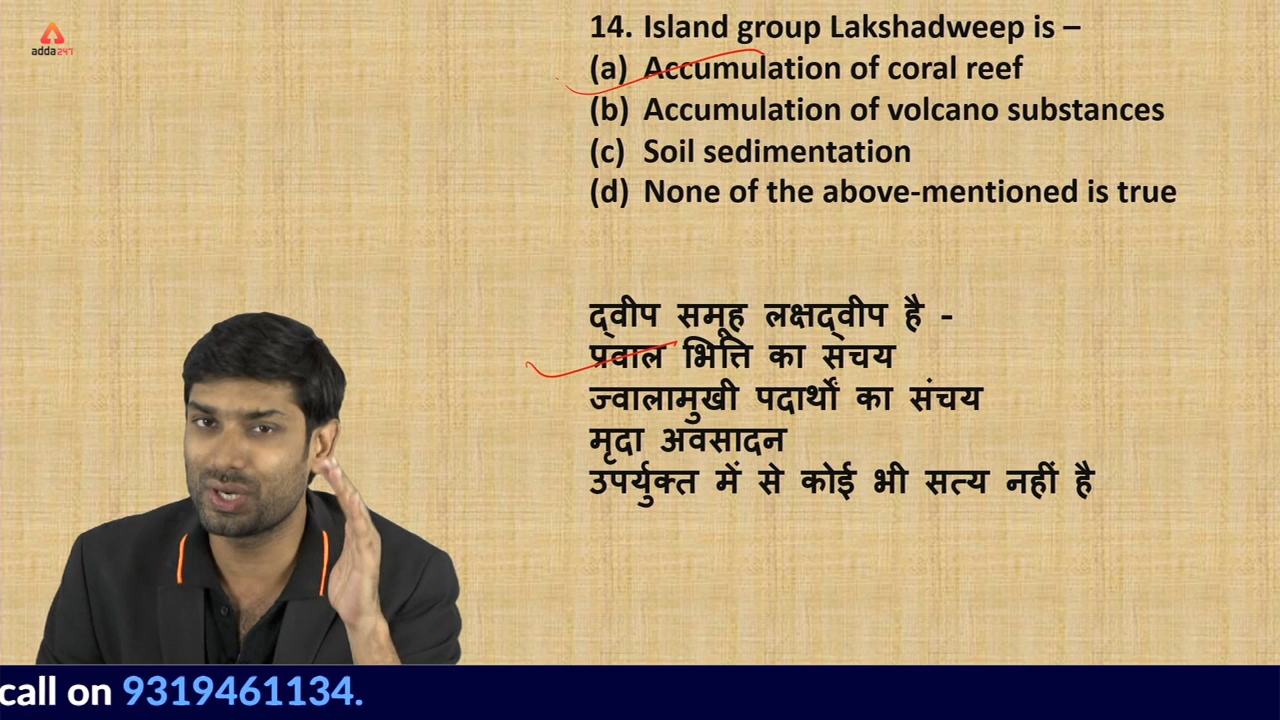 adda247
14. Island group Lakshadweep is –
(a) Accumulation of coral reef
(b) Accumulation of volcano substances
(c) Soil sedimentation
(d) None of the above-mentioned is true
द्वीप समूह लक्षद्वीप है -
प्रवाल भित्ति का संचय
ज्वालामुखी पदार्थों का संचय
मृदा अवसादन
उपर्युक्त में से कोई भी सत्य नहीं है
call on 9319461134.